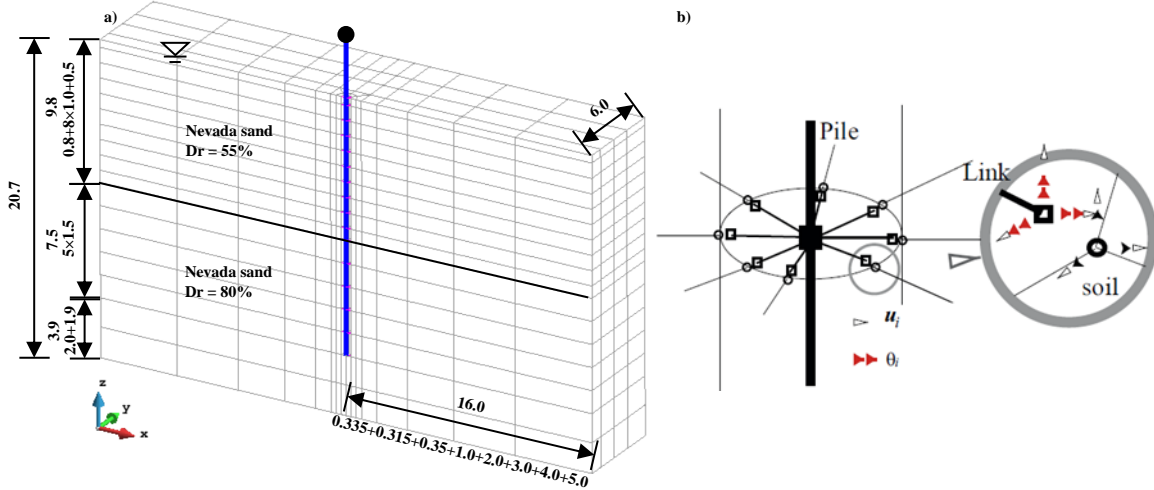 a)
20.7
9.8
0.8+8×1.0+0.5
7.5
5×1.5
3.9
2.0+1.9
Nevada sand
Dr = 55%
Nevada sand
Dr = 80%
6.0
16.0
0.335+0.315+0.35+1.0+2.0+3.0+4.0+5.0
z
y
x
b)
Pile
Link
soil
u_i
θ_i